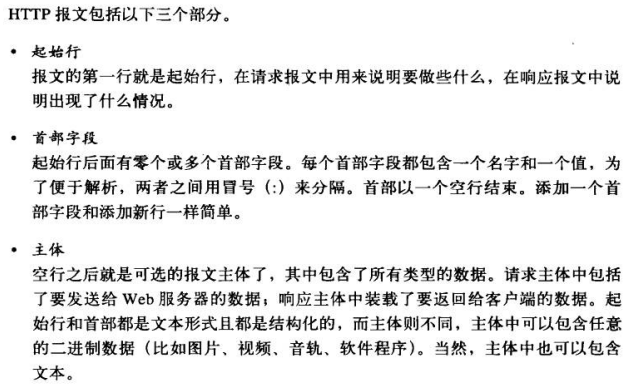 HTTP 报文包括以下三个部分。
• 起始行
报文的第一行就是起始行，在请求报文中用来说明要做些什么，在响应报文中说
明出现了什么情况。
• 首部字段
起始行后面有零个或多个首部字段。每个首部字段都包含一个名字和一个值，为
了便于解析，两者之间用冒号（:）来分隔。首部以一个空行结束。添加一个首
部字段和添加新行一样简单。
• 主体
空行之后就是可选的报文主体了，其中包含了所有类型的数据。请求主体中包括
了要发送给 Web 服务器的数据；响应主体中装载了要返回给客户端的数据。起
始行和首部都是文本形式且都是结构化的，而主体则不同，主体中可以包含任意
的二进制数据（比如图片、视频、音轨、软件程序）。当然，主体中也可以包含
文本。